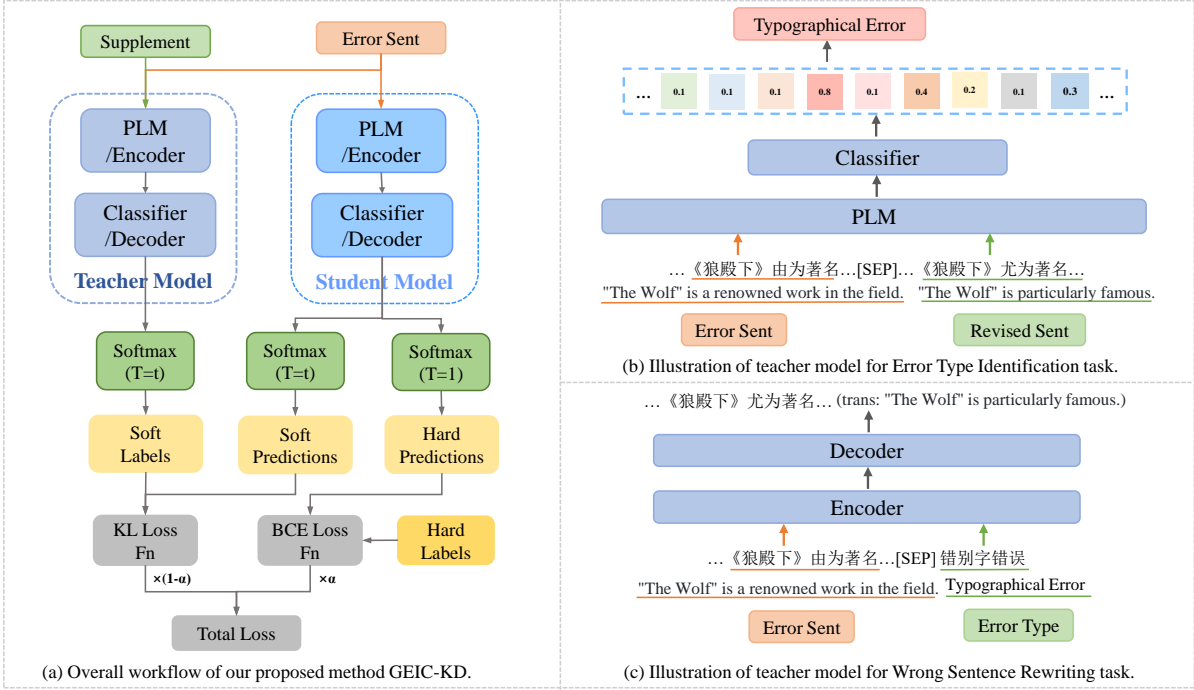 Supplement
Error Sent
PLM
/Encoder
PLM
/Encoder
Classifier
/Decoder
Classifier
/Decoder
Teacher Model
Student Model
Softmax
(T=t)
Softmax
(T=t)
Softmax
(T=1)
Soft
Labels
Soft
Predictions
Hard
Predictions
KL Loss
Fn
BCE Loss
Fn
Hard
Labels
×(1-α)
×α
Total Loss
(a) Overall workflow of our proposed method GEIC-KD.
Typographical Error
... 0.1 0.1 0.1 0.8 0.1 0.4 0.2 0.1 0.3 ...
Classifier
PLM
…《狼殿下》由为著名…[SEP]…《狼殿下》尤为著名…
"The Wolf" is a renowned work in the field. "The Wolf" is particularly famous.
Error Sent
Revised Sent
(b) Illustration of teacher model for Error Type Identification task.
…《狼殿下》尤为著名… (trans: "The Wolf" is particularly famous.)
Decoder
Encoder
…《狼殿下》由为著名…[SEP] 错别字错误
"The Wolf" is a renowned work in the field. Typographical Error
Error Sent
Error Type
(c) Illustration of teacher model for Wrong Sentence Rewriting task.